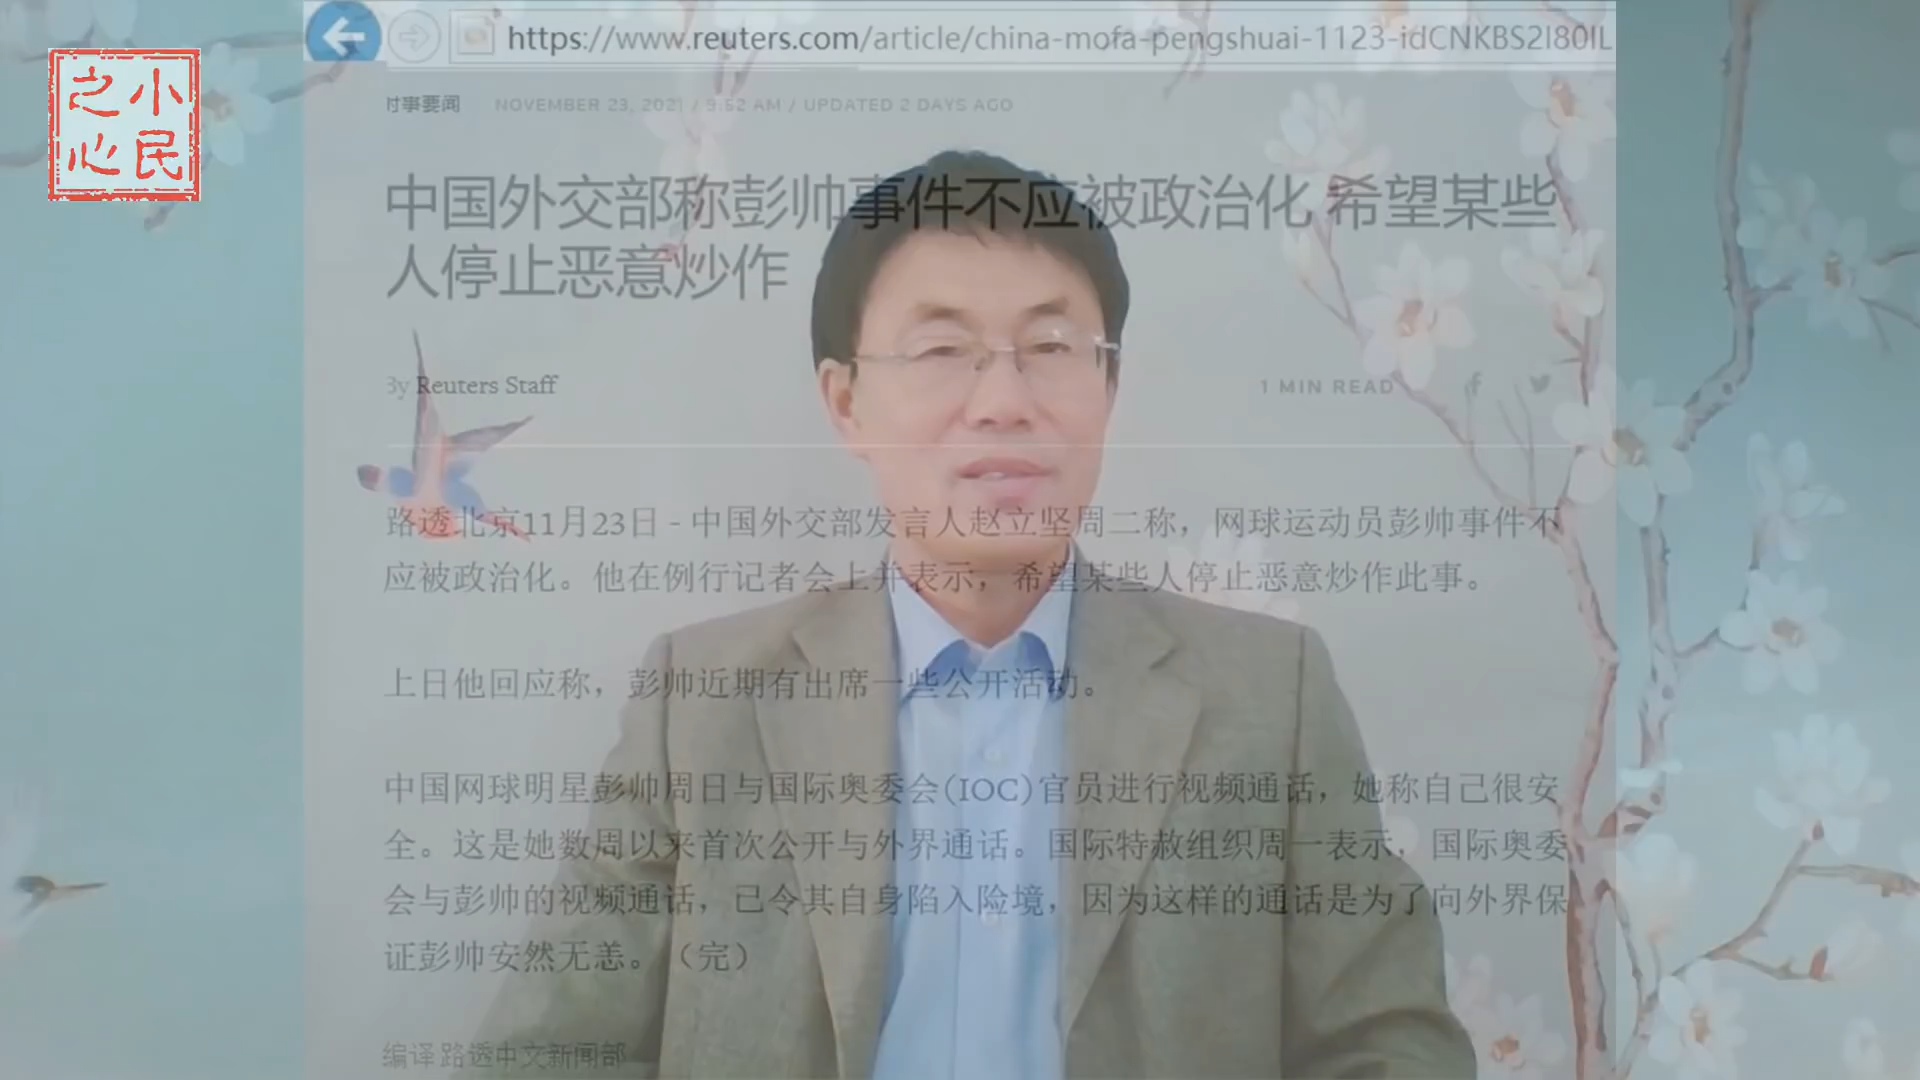 小民
之心
https://www.reuters.com/article/china-mofa-pengshuai-1123-idCNKBS2I80IL
时事要闻 NOVEMBER 23, 2021 / 9:52 AM / UPDATED 2 DAYS AGO
中国外交部称彭帅事件不应被政治化 希望某些
人停止恶意炒作
By Reuters Staff
1 MIN READ
路透北京11月23日 - 中国外交部发言人赵立坚周二称，网球运动员彭帅事件不
应被政治化。他在例行记者会上并表示，希望某些人停止恶意炒作此事。
上日他回应称，彭帅近期有出席一些公开活动。
中国网球明星彭帅周日与国际奥委会(IOC)官员进行视频通话，她称自己很安
全。这是她数周以来首次公开与外界通话。国际特赦组织周一表示，国际奥委
会与彭帅的视频通话，已令其自身陷入险境，因为这样的通话是为了向外界保
证彭帅安然无恙。（完）
编译 路透中文新闻部